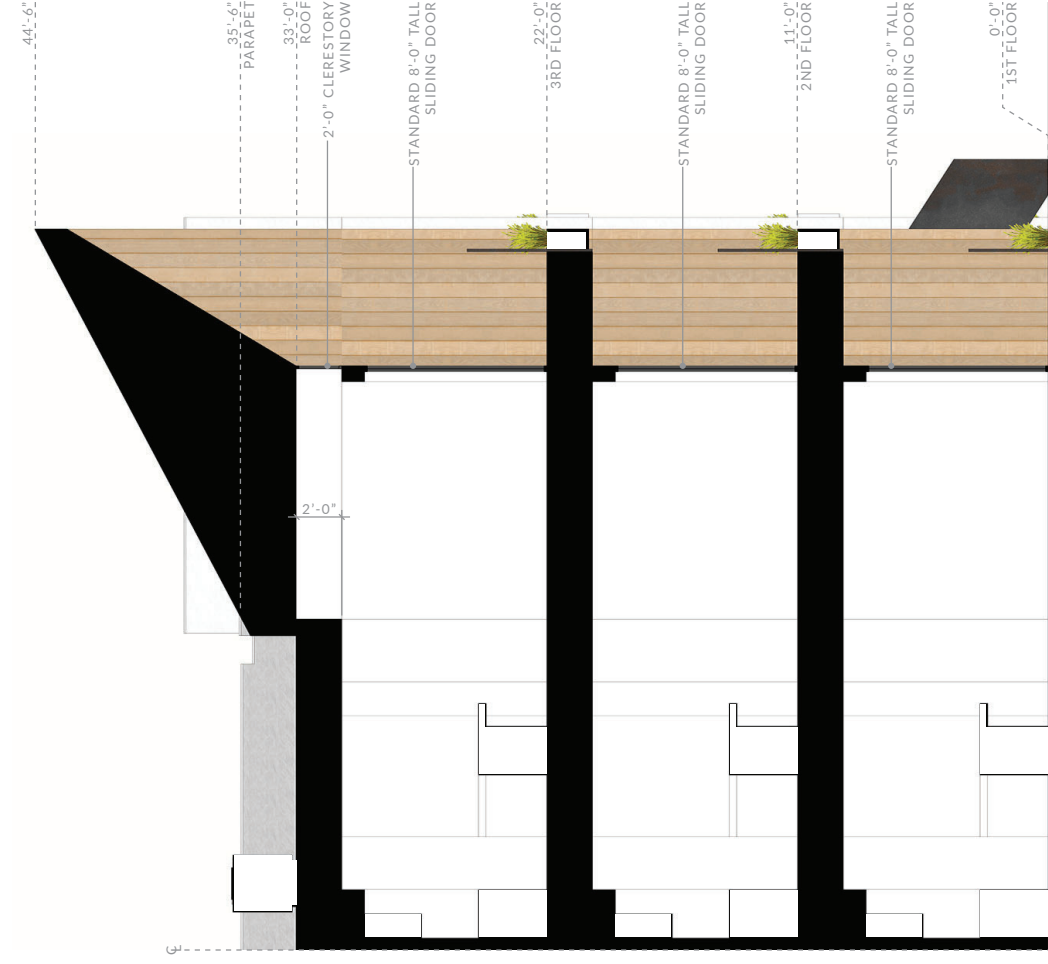 44'-6"
35'-6"
PARAPET
33'-0"
ROOF
2'-0" CLERESTORY
WINDOW
STANDARD 8'-0" TALL
SLIDING DOOR
22'-0"
3RD FLOOR
STANDARD 8'-0" TALL
SLIDING DOOR
11'-0"
2ND FLOOR
STANDARD 8'-0" TALL
SLIDING DOOR
0'-0"
1ST FLOOR
2'-0"